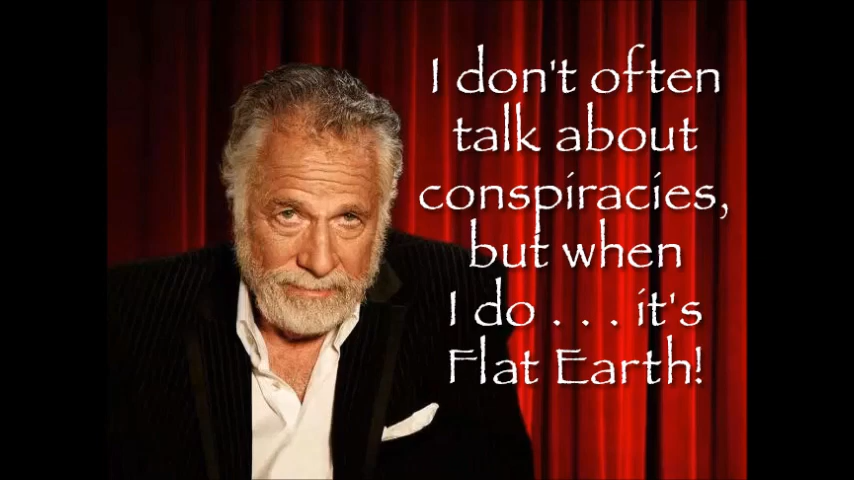 I don't often
talk about
conspiracies,
but when
I do . . . it's
Flat Earth!